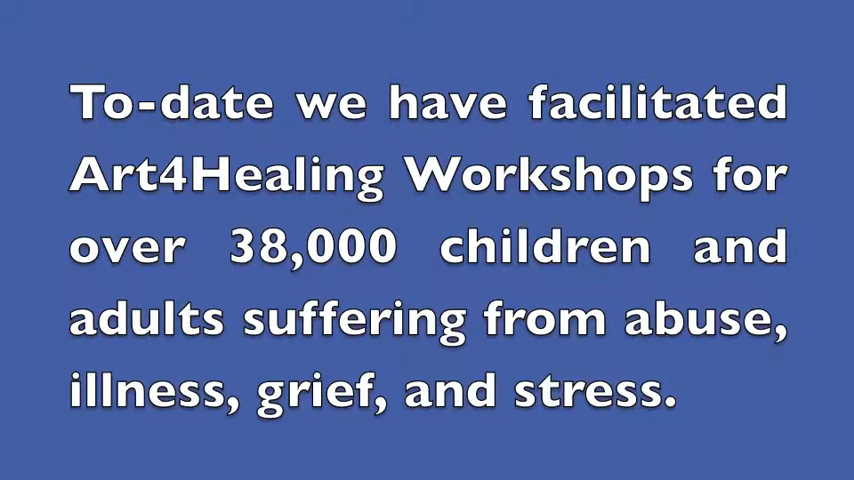 To-date we have facilitated
Art4Healing Workshops for
over 38,000 children and
adults suffering from abuse,
illness, grief, and stress.